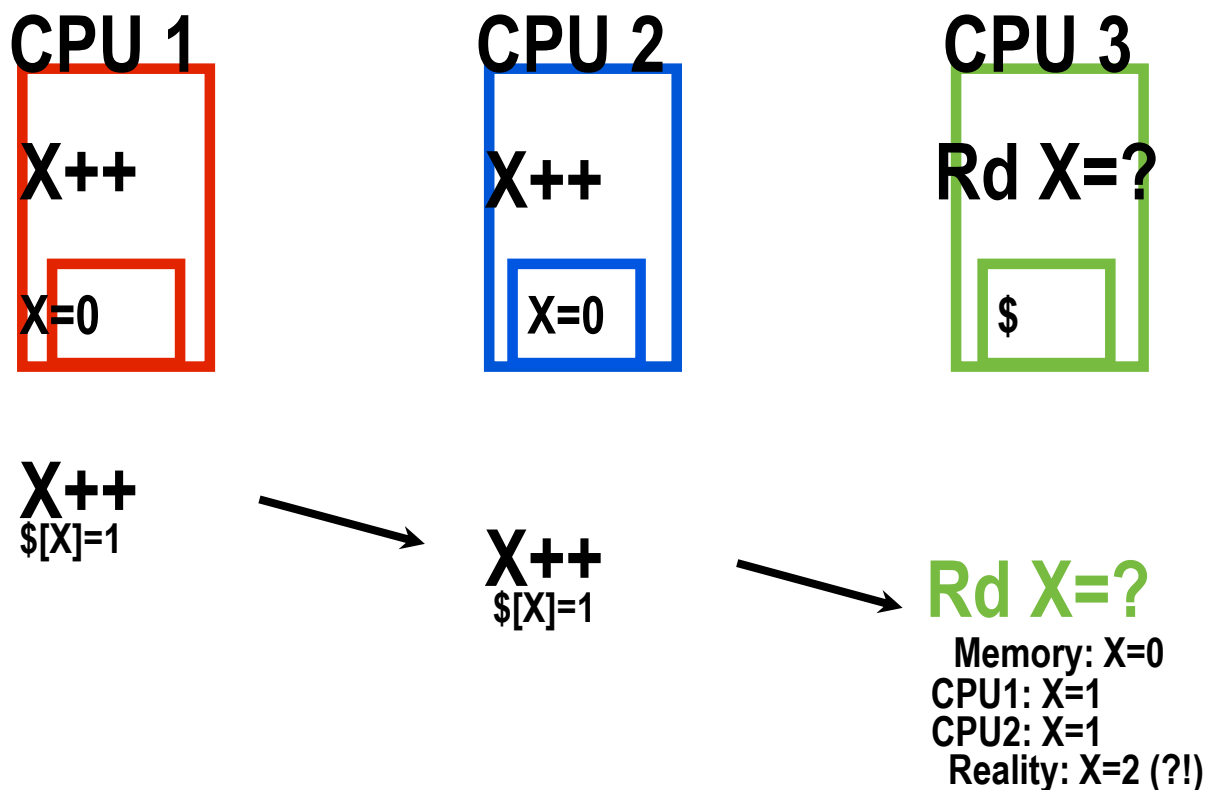 CPU 1
CPU 2
CPU 3
X++
X++
Rd X=?
X=0
X=0
$
X++
$[X]=1
X++
$[X]=1
Rd X=?
Memory: X=0
CPU1: X=1
CPU2: X=1
Reality: X=2 (?!)